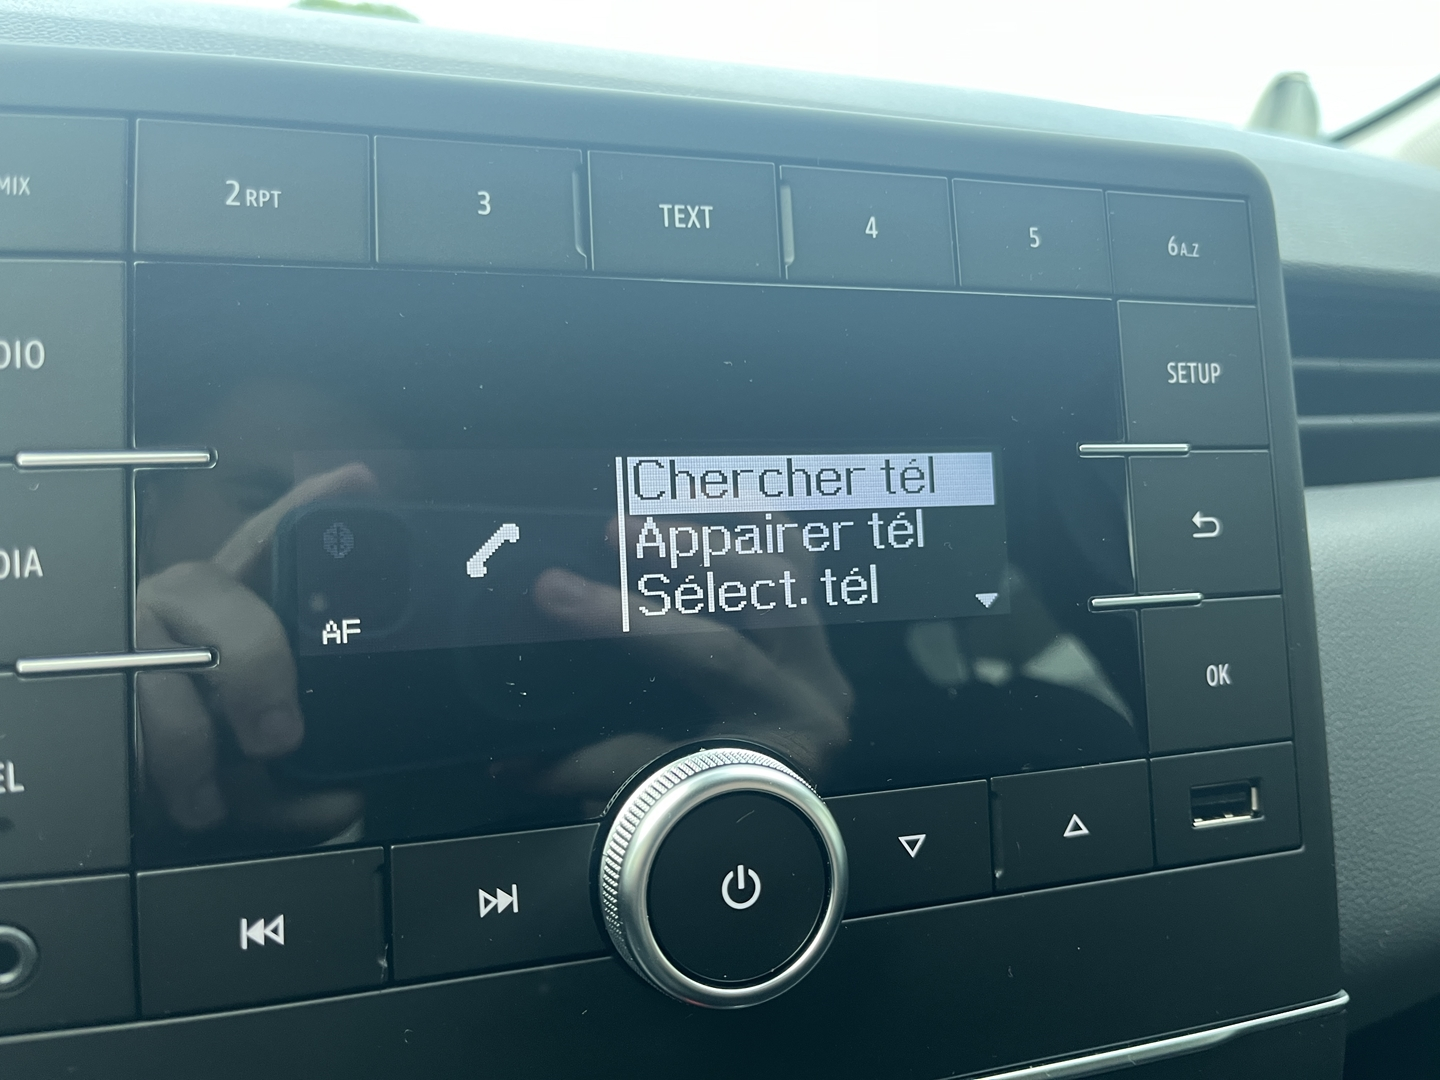 MIX
2 RPT
3
TEXT
4
5
6 A..Z
DIO
SETUP
Chercher tél
Appairer tél
Sélect. tél
AF
DIA
OK
EL